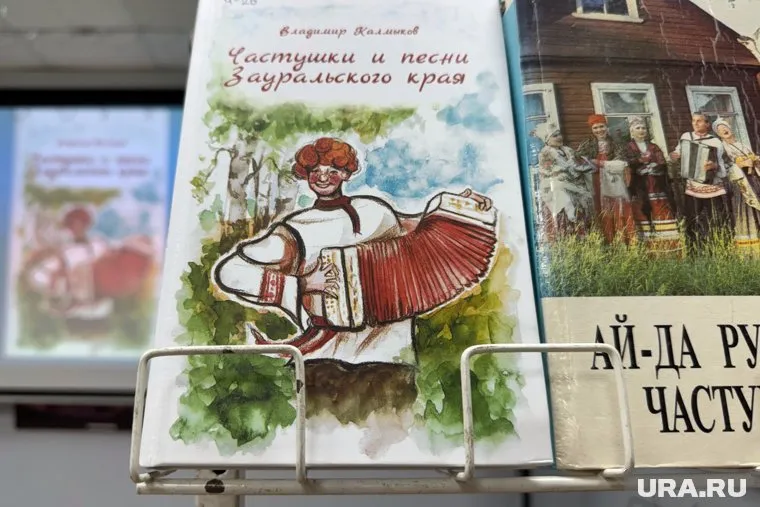 Владимир Калмыков
Частушки и песни
Зауральского края
АЙ-ДА РУ
ЧАСТУ
URA.RU